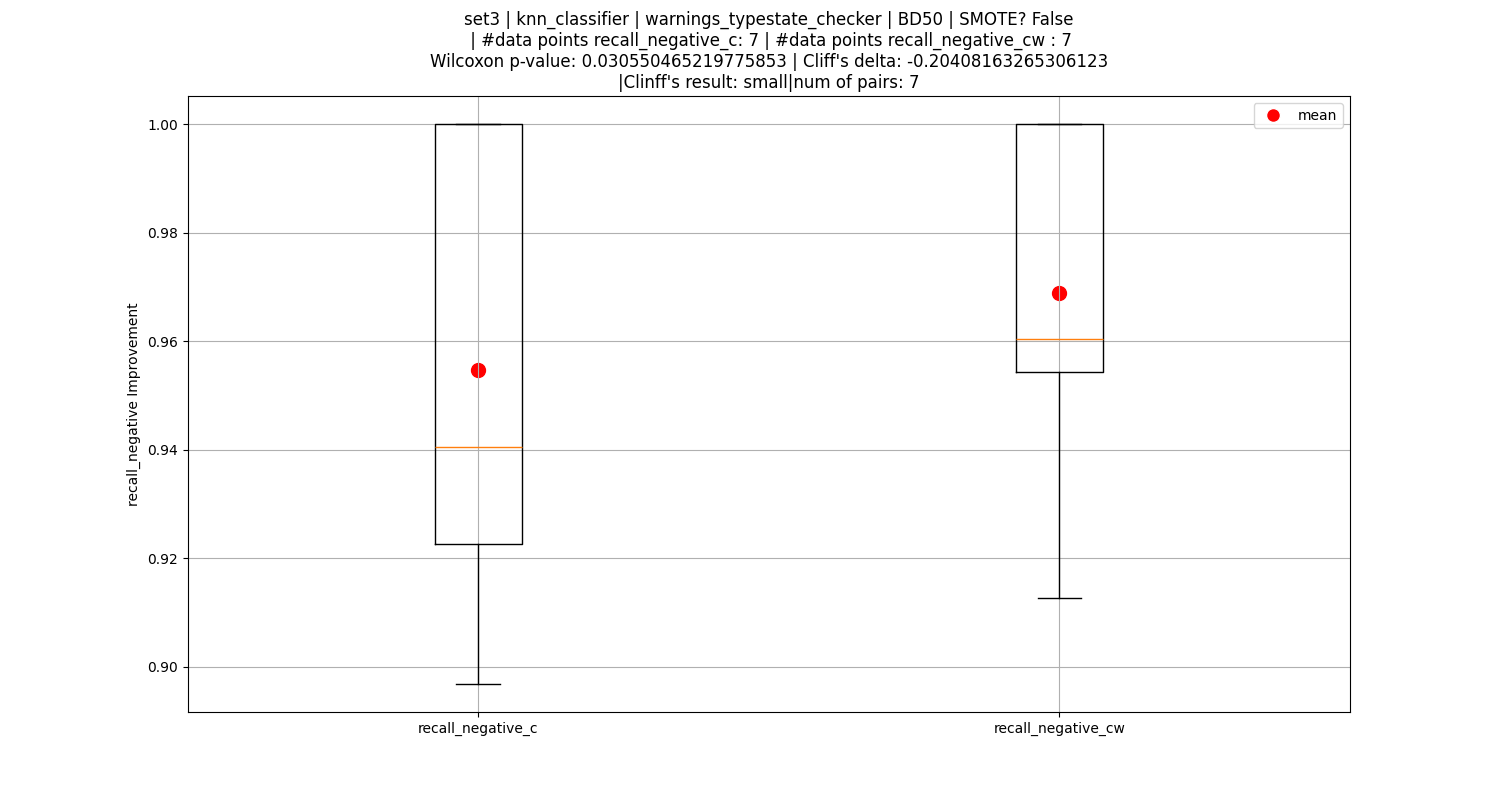 set3 | knn_classifier | warnings_typestate_checker | BD50 | SMOTE? False
| #data points recall_negative_c: 7 | #data points recall_negative_cw : 7
Wilcoxon p-value: 0.030550465219775853 | Cliff's delta: -0.20408163265306123
|Clinff's result: small|num of pairs: 7
mean
1.00
0.98
0.96
0.94
0.92
0.90
recall_negative Improvement
recall_negative_c
recall_negative_cw